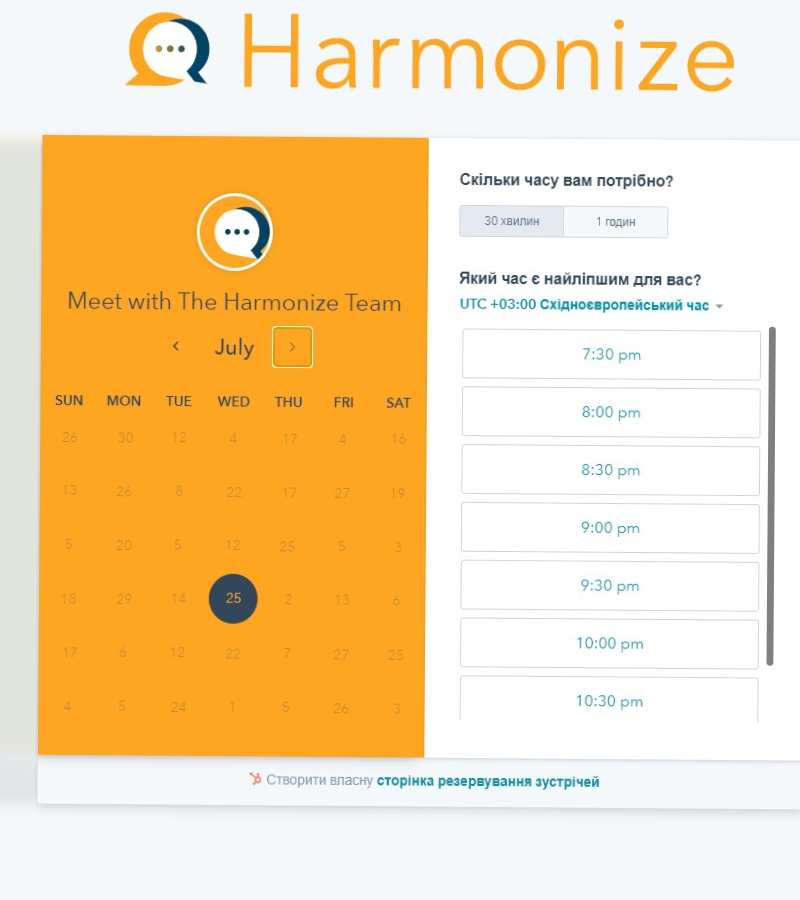 Harmonize
Meet with The Harmonize Team
July
SUN MON TUE WED THU FRI SAT
26 30 12 4 17 4 16
13 26 8 22 17 27 19
5 20 5 12 25 5 3
18 29 14 25 2 13 6
17 6 12 22 7 27 25
4 5 24 1 5 26 3
Скільки часу вам потрібно?
30 хвилин 1 годин
Який час є найліпшим для вас?
UTC +03:00 Східноєвропейський час
7:30 pm
8:00 pm
8:30 pm
9:00 pm
9:30 pm
10:00 pm
10:30 pm
Створити власну сторінка резервування зустрічей